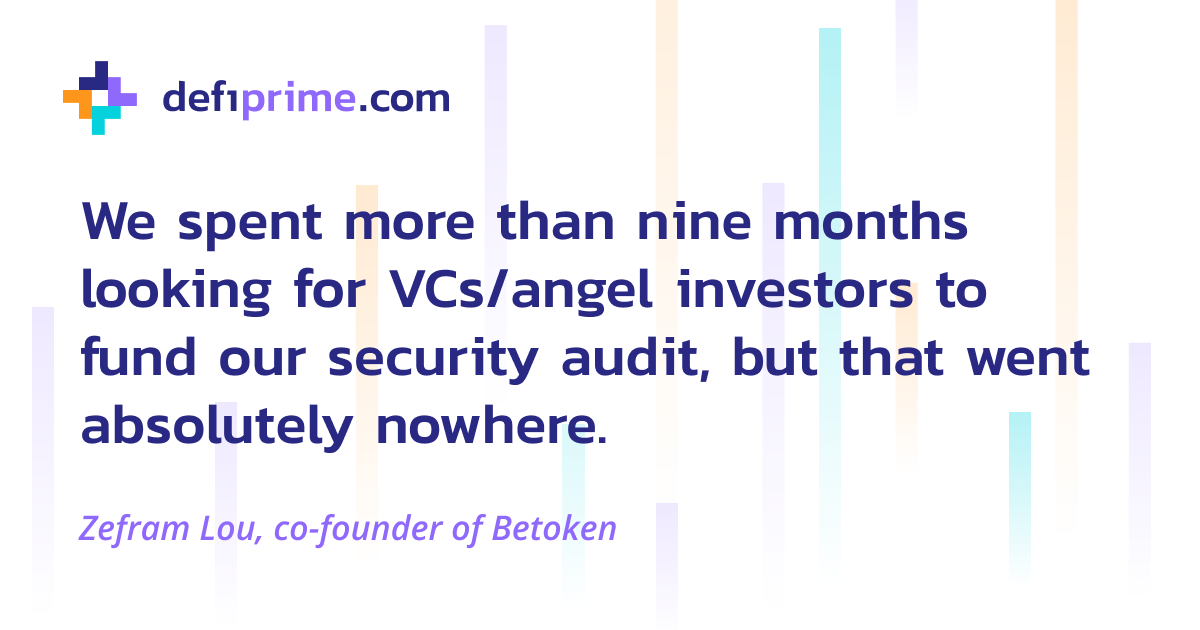 defiprime.com
We spent more than nine months
looking for VCs/angel investors to
fund our security audit, but that went
absolutely nowhere.
Zefram Lou, co-founder of Betoken